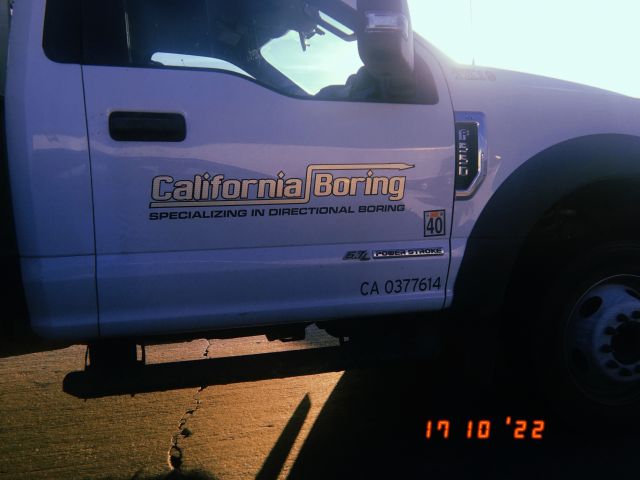 F550
California Boring
SPECIALIZING IN DIRECTIONAL BORING
40
6.7L POWER STROKE
CA 0377614
17 10 '22